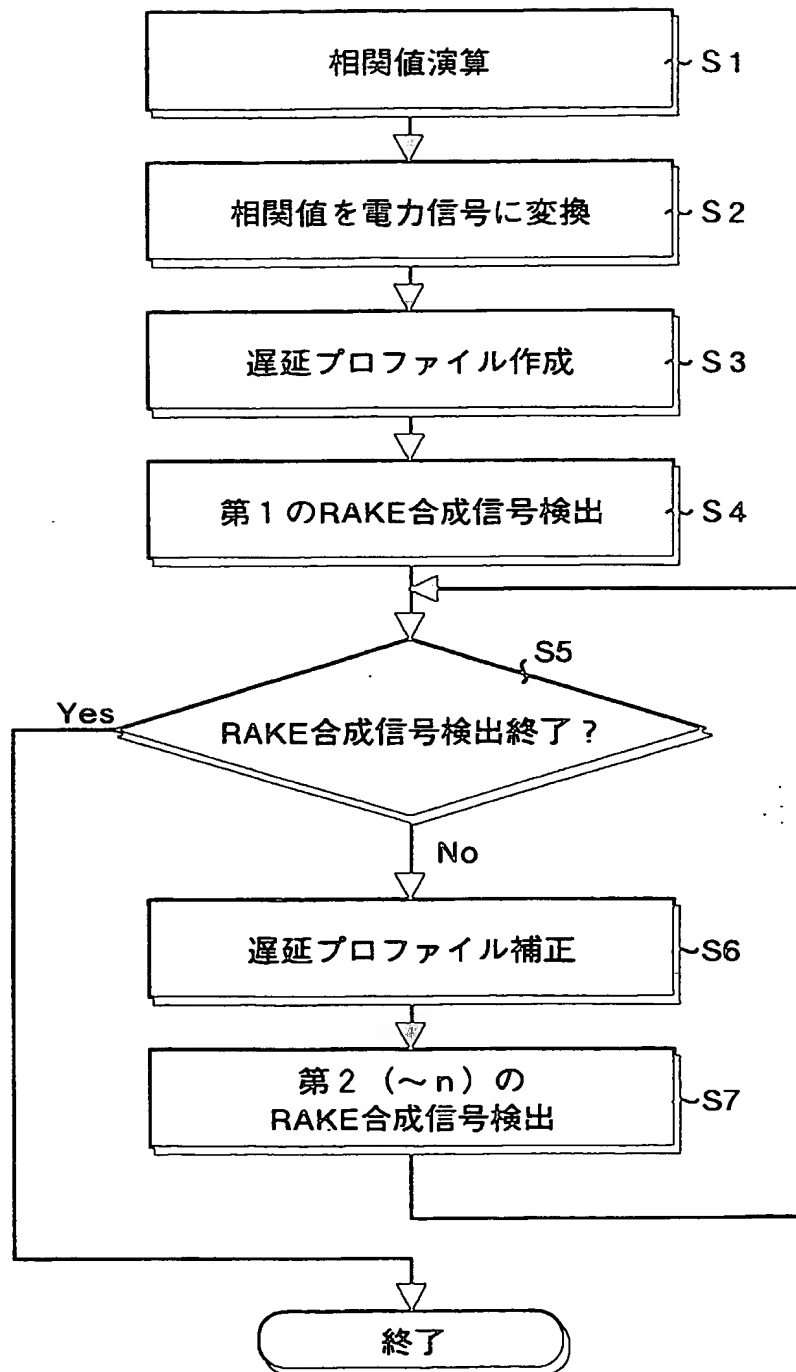 相関値演算
S1
相関値を電力信号に変換
S2
遅延プロファイル作成
S3
第1のRAKE合成信号検出
S4
S5
Yes
RAKE合成信号検出終了?
No
遅延プロファイル補正
S6
第2(~n)の
RAKE合成信号検出
S7
終了